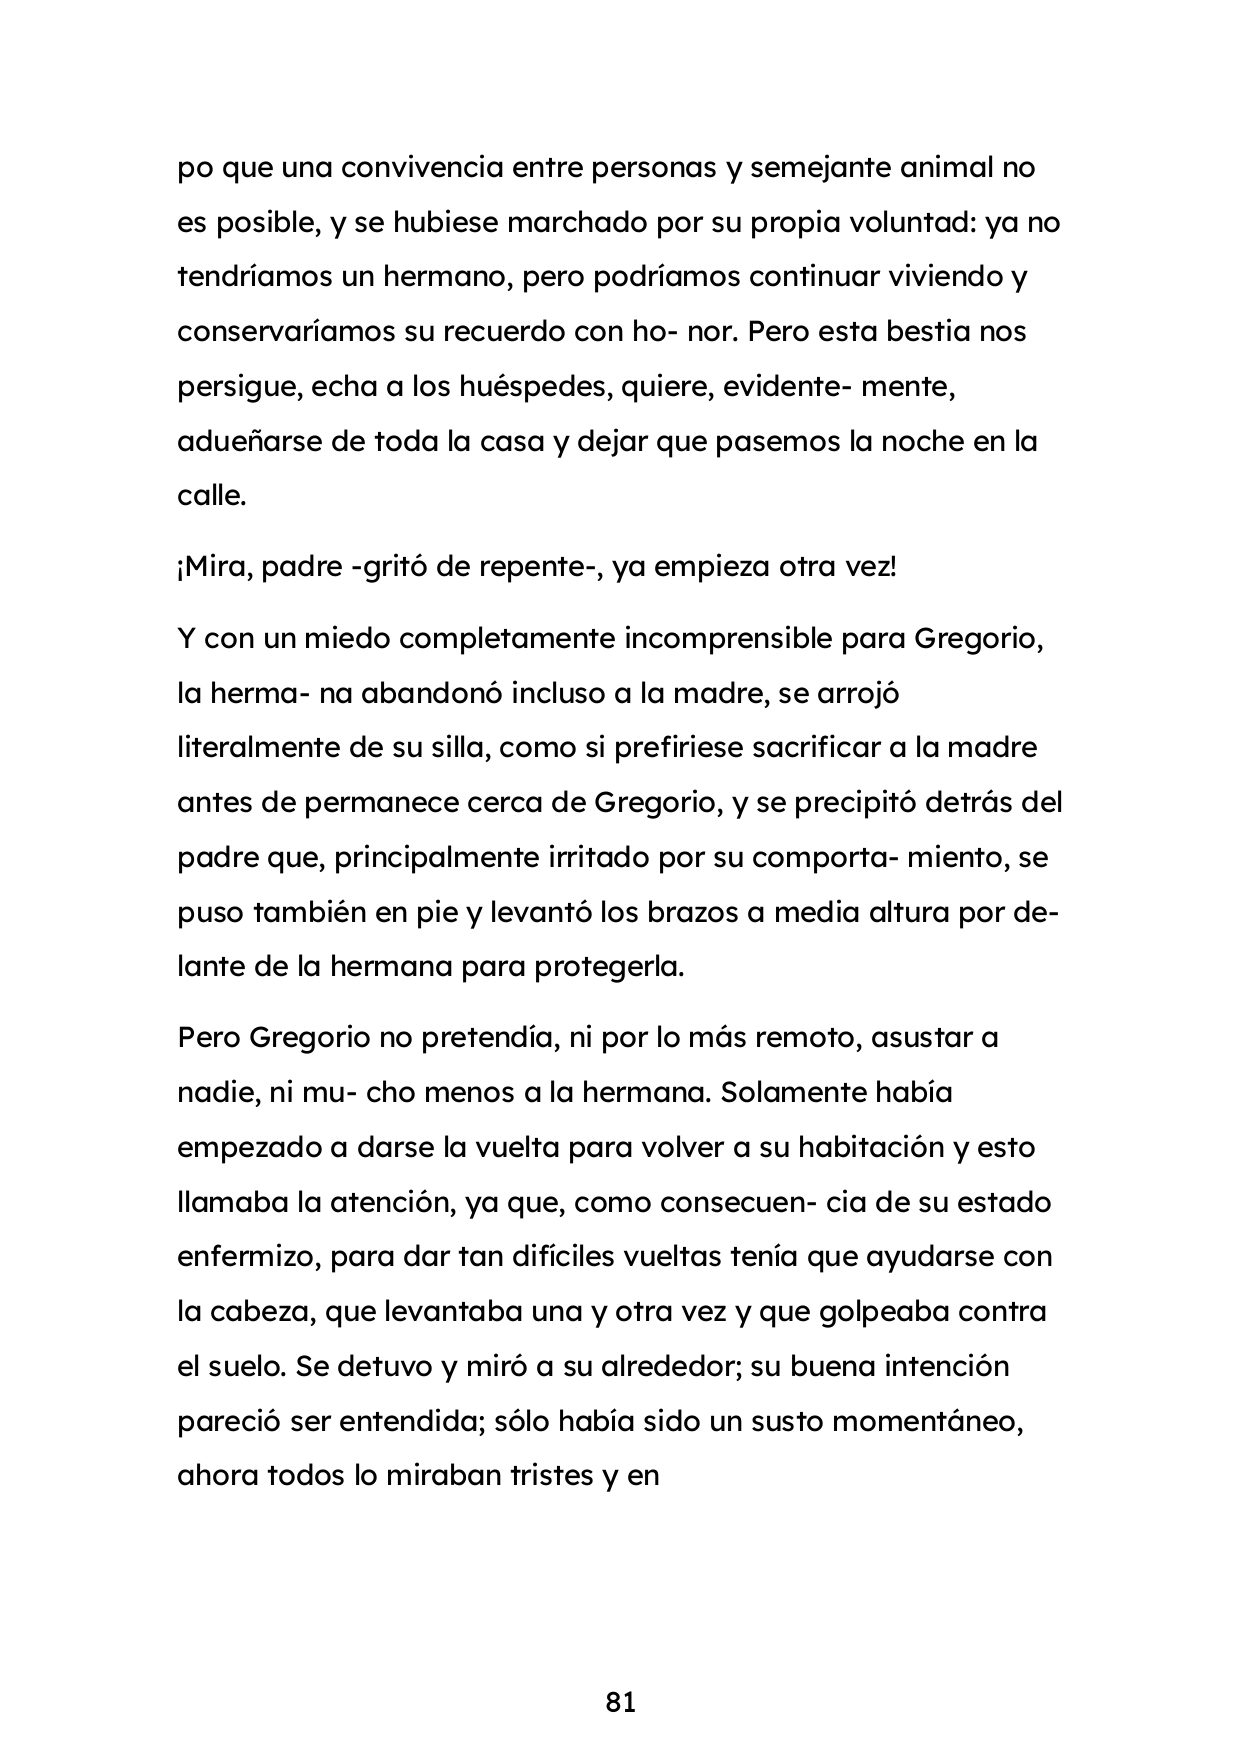 po que una convivencia entre personas y semejante animal no
es posible, y se hubiese marchado por su propia voluntad: ya no
tendríamos un hermano, pero podríamos continuar viviendo y
conservaríamos su recuerdo con ho- nor. Pero esta bestia nos
persigue, echa a los huéspedes, quiere, evidente- mente,
adueñarse de toda la casa y dejar que pasemos la noche en la
calle.
¡Mira, padre -gritó de repente-, ya empieza otra vez!
Y con un miedo completamente incomprensible para Gregorio,
la herma- na abandonó incluso a la madre, se arrojó
literalmente de su silla, como si prefiriese sacrificar a la madre
antes de permanece cerca de Gregorio, y se precipitó detrás del
padre que, principalmente irritado por su comporta- miento, se
puso también en pie y levantó los brazos a media altura por de-
lante de la hermana para protegerla.
Pero Gregorio no pretendía, ni por lo más remoto, asustar a
nadie, ni mu- cho menos a la hermana. Solamente había
empezado a darse la vuelta para volver a su habitación y esto
llamaba la atención, ya que, como consecuen- cia de su estado
enfermizo, para dar tan difíciles vueltas tenía que ayudarse con
la cabeza, que levantaba una y otra vez y que golpeaba contra
el suelo. Se detuvo y miró a su alrededor; su buena intención
pareció ser entendida; sólo había sido un susto momentáneo,
ahora todos lo miraban tristes y en
81